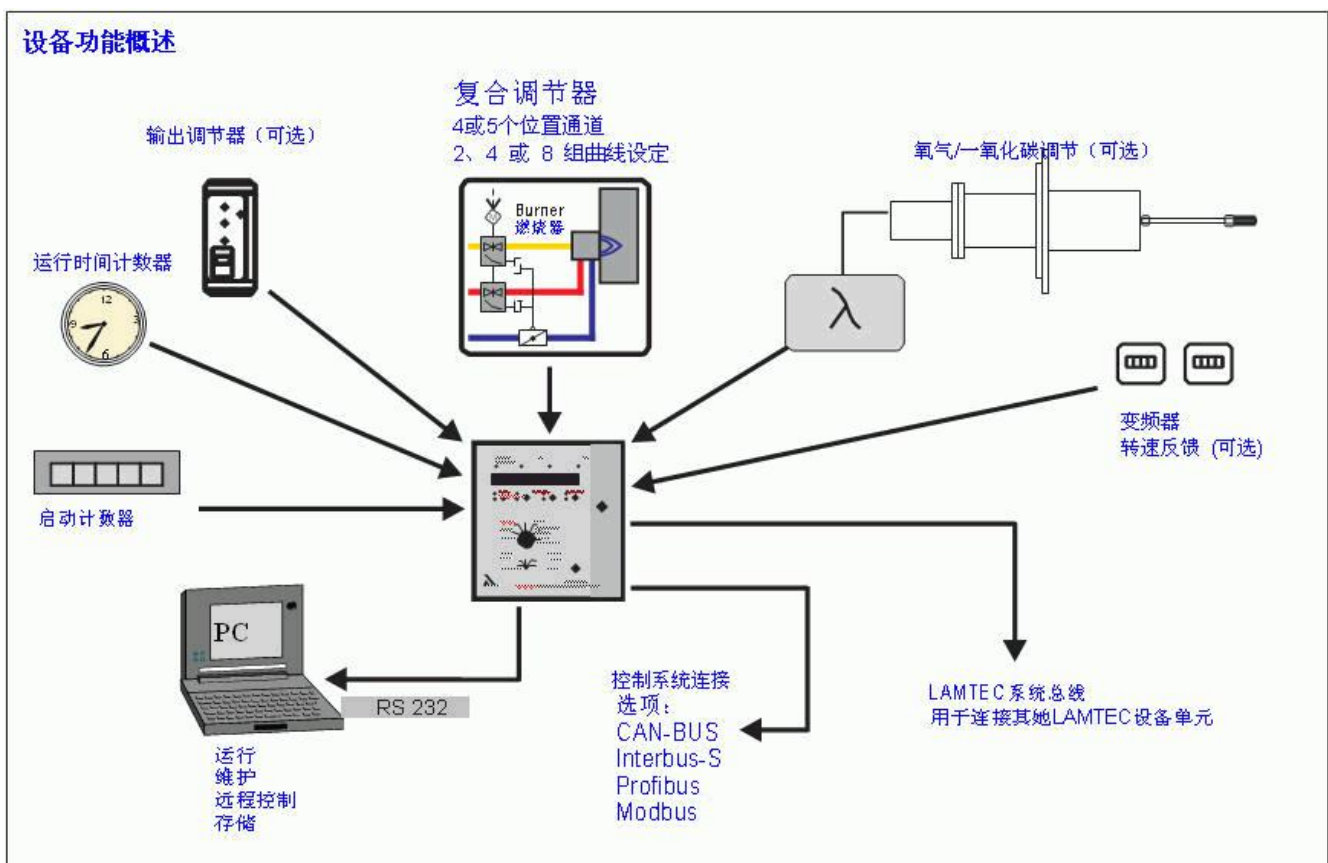 设备功能概述
复合调节器
4或5个位置通道
2、4 或 8 组曲线设定
输出调节器（可选）
氧气/一氧化碳调节（可选）
Burner
燃烧器
M
运行时间计数器
12
3
6
9
λ
变频器
转速反馈 (可选)
启动计数器
PC
RS 232
运行
维护
远程控制
存储
控制系统连接
选项：
CAN-BUS
Interbus-S
Profibus
Modbus
LAMTEC 系统总线
用于连接其她LAMTEC设备单元